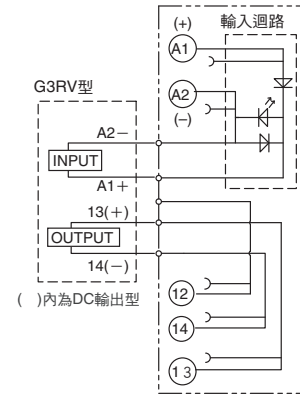 (+)
輸入迴路
A1
G3RV型
A2
(−)
A2−
INPUT
A1+
13(+)
OUTPUT
14(−)
( )內為DC輸出型
12
14
13